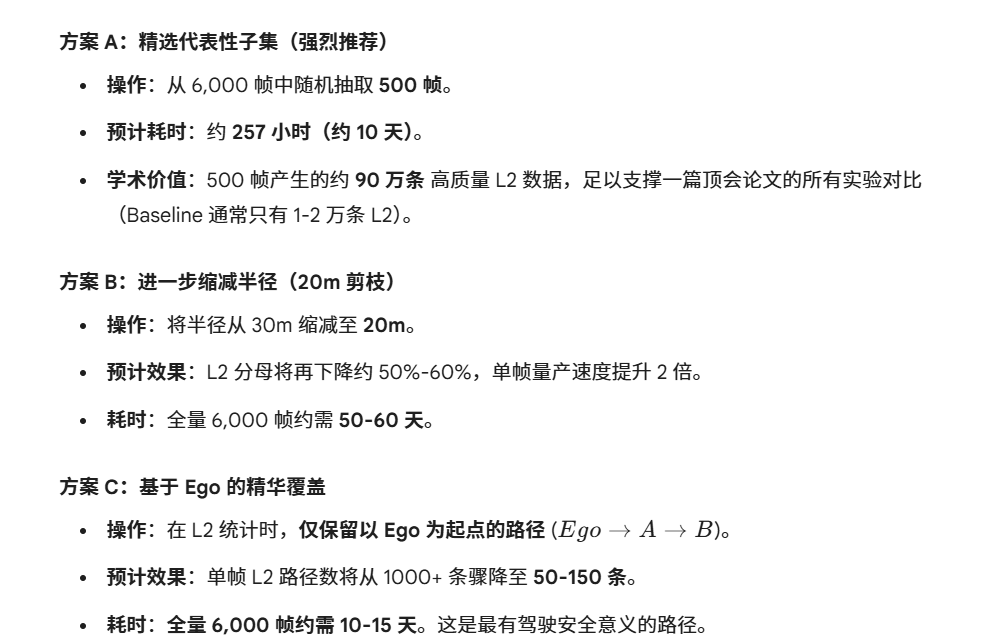 方案 A：精选代表性子集（强烈推荐）
• 操作：从 6,000 帧中随机抽取 500 帧。
• 预计耗时：约 257 小时（约 10 天）。
• 学术价值：500 帧产生的约 90 万条 高质量 L2 数据，足以支撑一篇顶会论文的所有实验对比
（Baseline 通常只有 1-2 万条 L2）。
方案 B：进一步缩减半径（20m 剪枝）
• 操作：将半径从 30m 缩减至 20m。
• 预计效果：L2 分母将再下降约 50%-60%，单帧量产速度提升 2 倍。
• 耗时：全量 6,000 帧约需 50-60 天。
方案 C：基于 Ego 的精华覆盖
• 操作：在 L2 统计时，仅保留以 Ego 为起点的路径 (Ego → A → B)。
• 预计效果：单帧 L2 路径数将从 1000+ 条骤降至 50-150 条。
• 耗时：全量 6,000 帧约需 10-15 天。这是最有驾驶安全意义的路径。